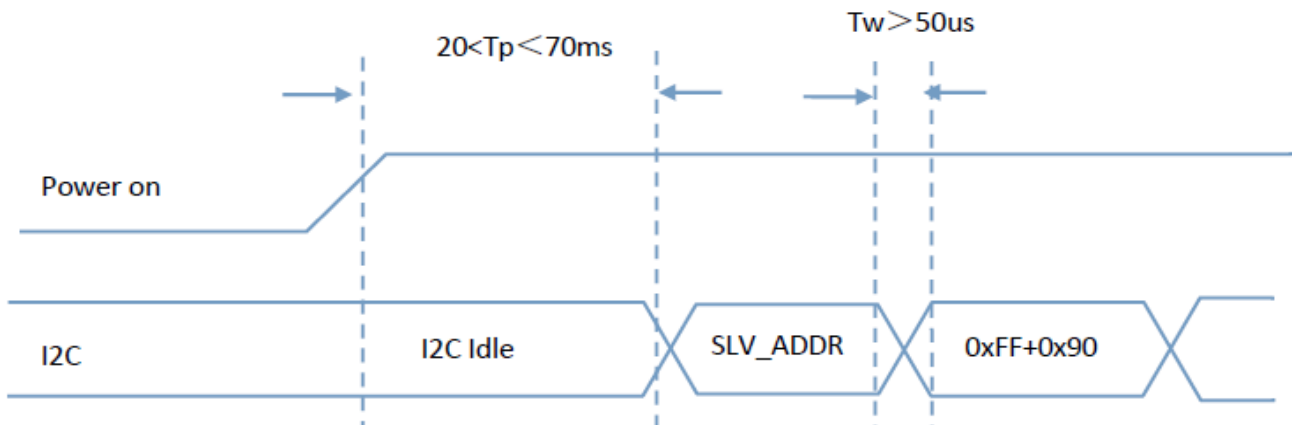 Tw＞50us
20<Tp＜70ms
Power on
I2C
I2C Idle
SLV_ADDR
0xFF+0x90